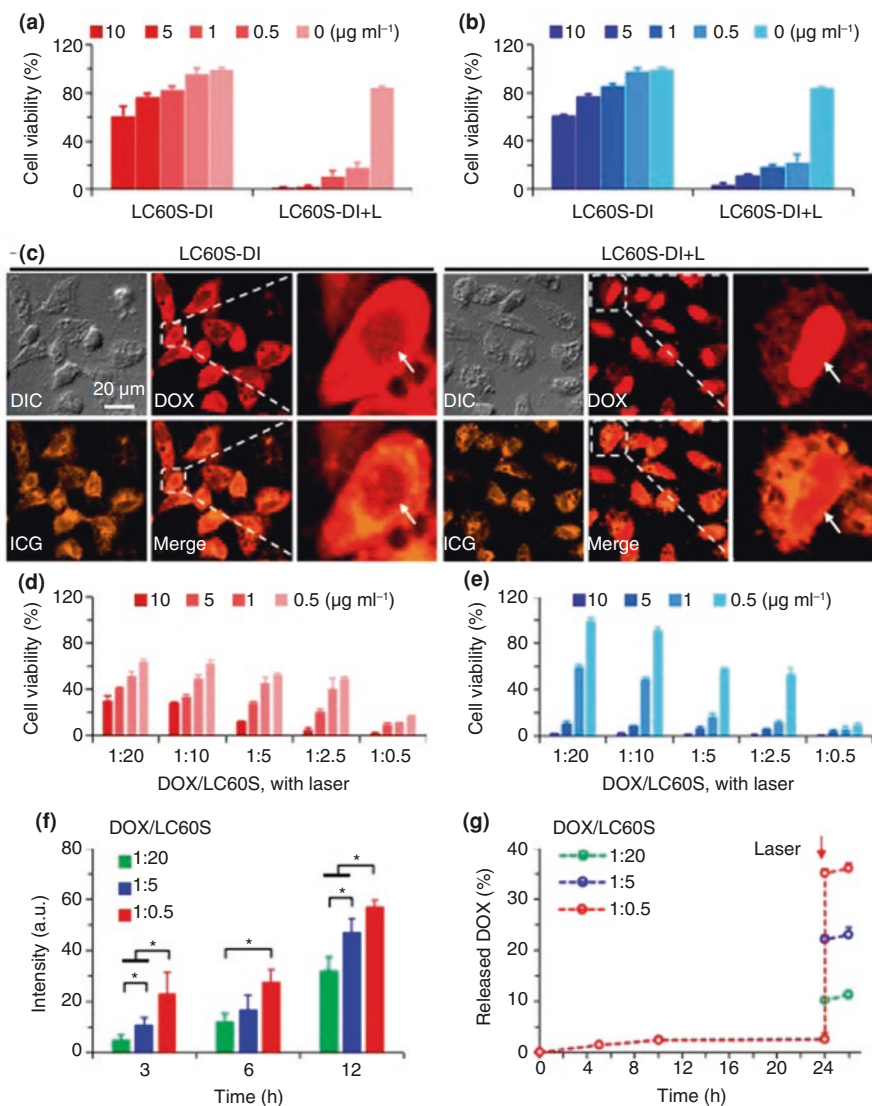 (a)
10 5 1 0.5 0 (µg ml⁻¹)
Cell viability (%)
120
80
40
0
LC60S-DI LC60S-DI+L
(b)
10 5 1 0.5 0 (µg ml⁻¹)
Cell viability (%)
120
80
40
0
LC60S-DI LC60S-DI+L
(c)
LC60S-DI
LC60S-DI+L
DIC
20 µm
DOX
DIC
DOX
ICG
Merge
ICG
Merge
(d)
10 5 1 0.5 (µg ml⁻¹)
Cell viability (%)
120
80
40
0
1:20 1:10 1:5 1:2.5 1:0.5
DOX/LC60S, with laser
(e)
10 5 1 0.5 (µg ml⁻¹)
Cell viability (%)
120
80
40
0
1:20 1:10 1:5 1:2.5 1:0.5
DOX/LC60S, with laser
(f)
DOX/LC60S
1:20
1:5
1:0.5
Intensity (a.u.)
80
60
40
20
0
* * * * *
3 6 12
Time (h)
(g)
DOX/LC60S
1:20
1:5
1:0.5
Laser
Released DOX (%)
40
30
20
10
0
0 4 8 12 16 20 24 28
Time (h)